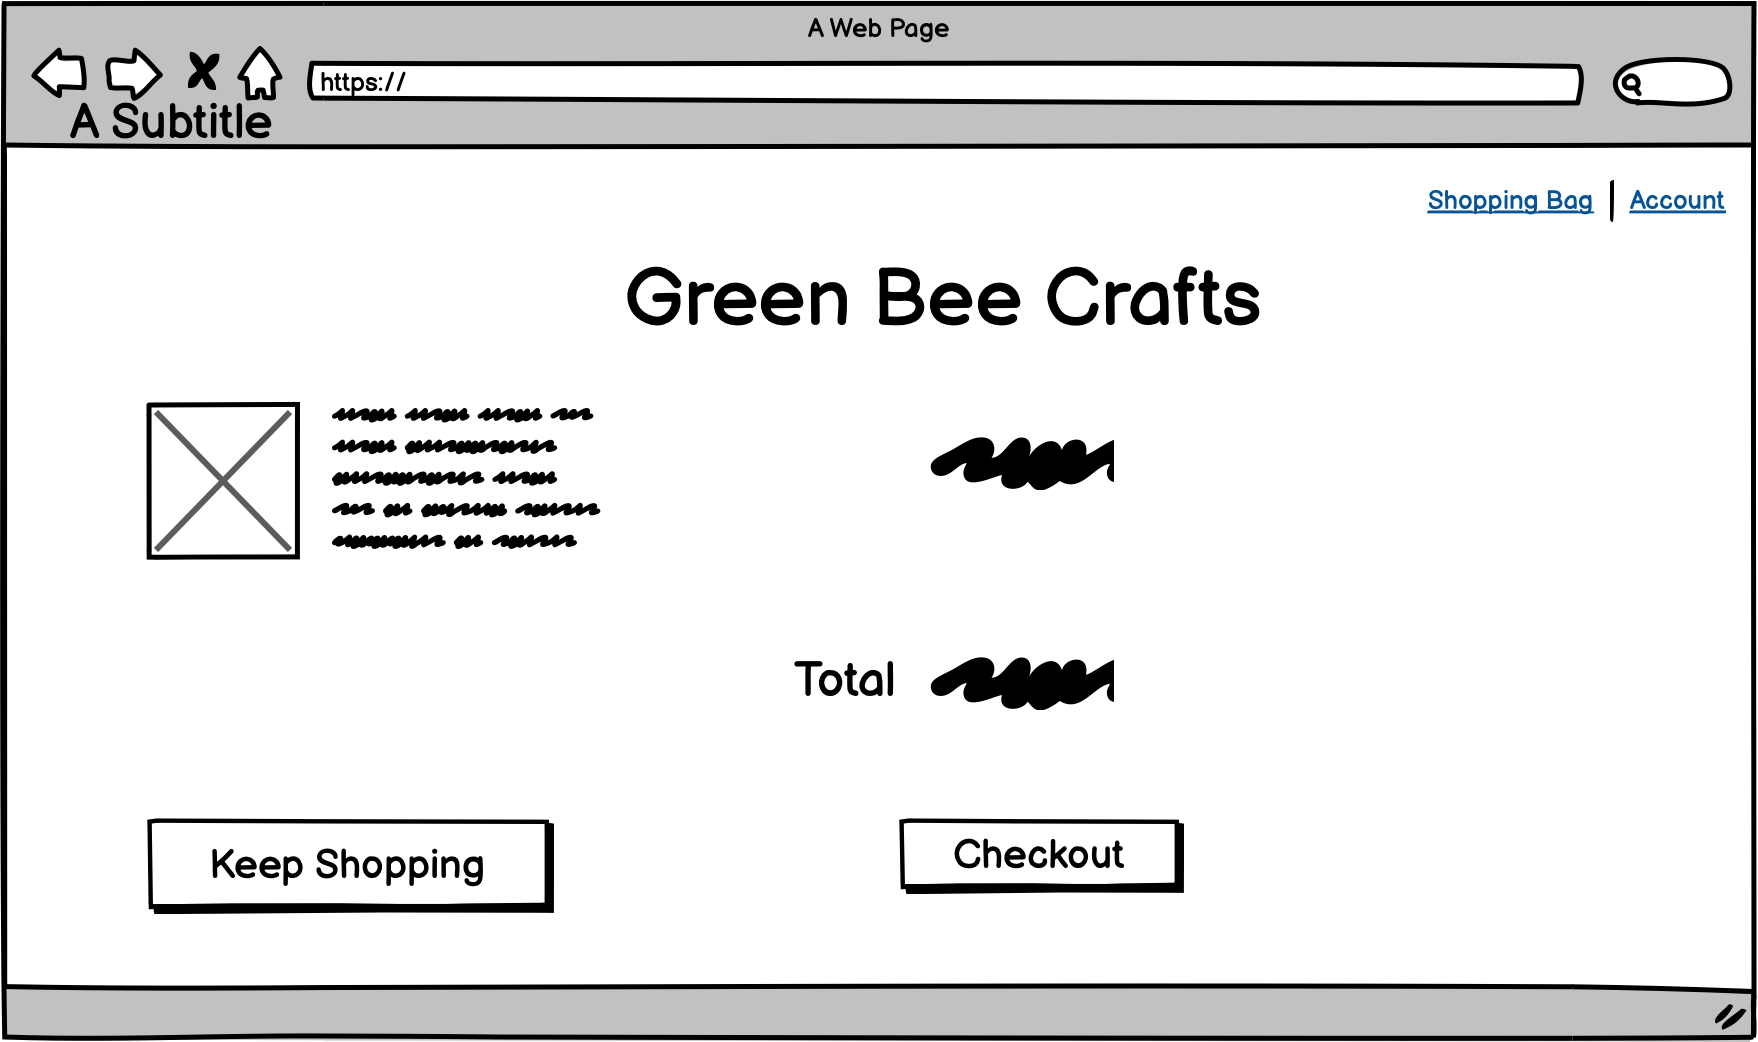 A Web Page
https://
A Subtitle
Shopping Bag | Account
Green Bee Crafts
Total
Keep Shopping
Checkout